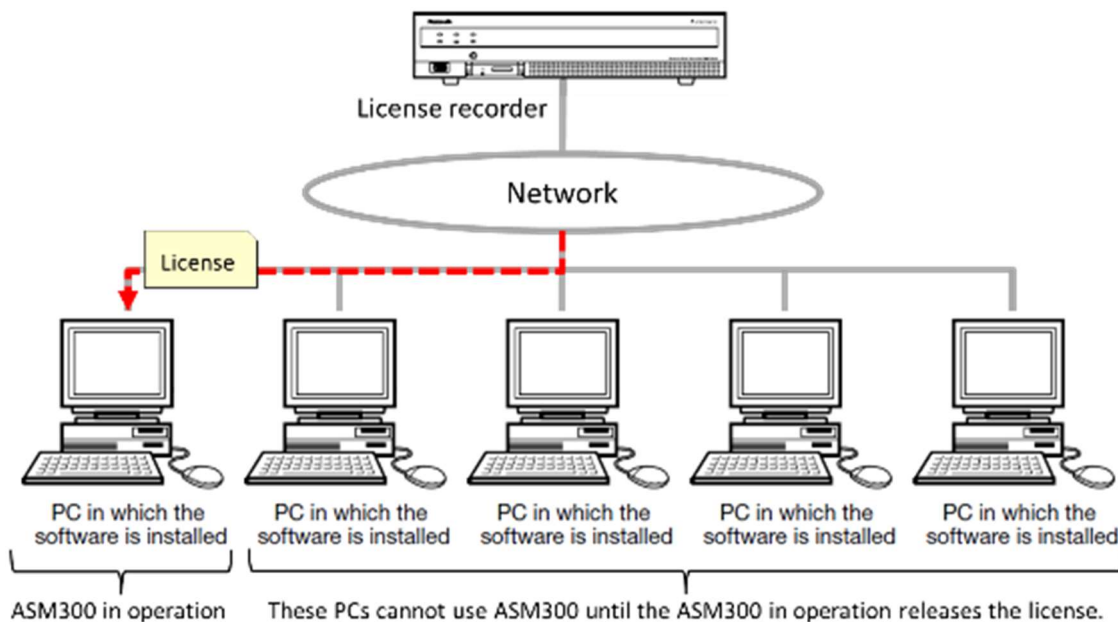 License recorder
Network
License
PC in which the
software is installed
PC in which the
software is installed
PC in which the
software is installed
PC in which the
software is installed
PC in which the
software is installed
ASM300 in operation
These PCs cannot use ASM300 until the ASM300 in operation releases the license.